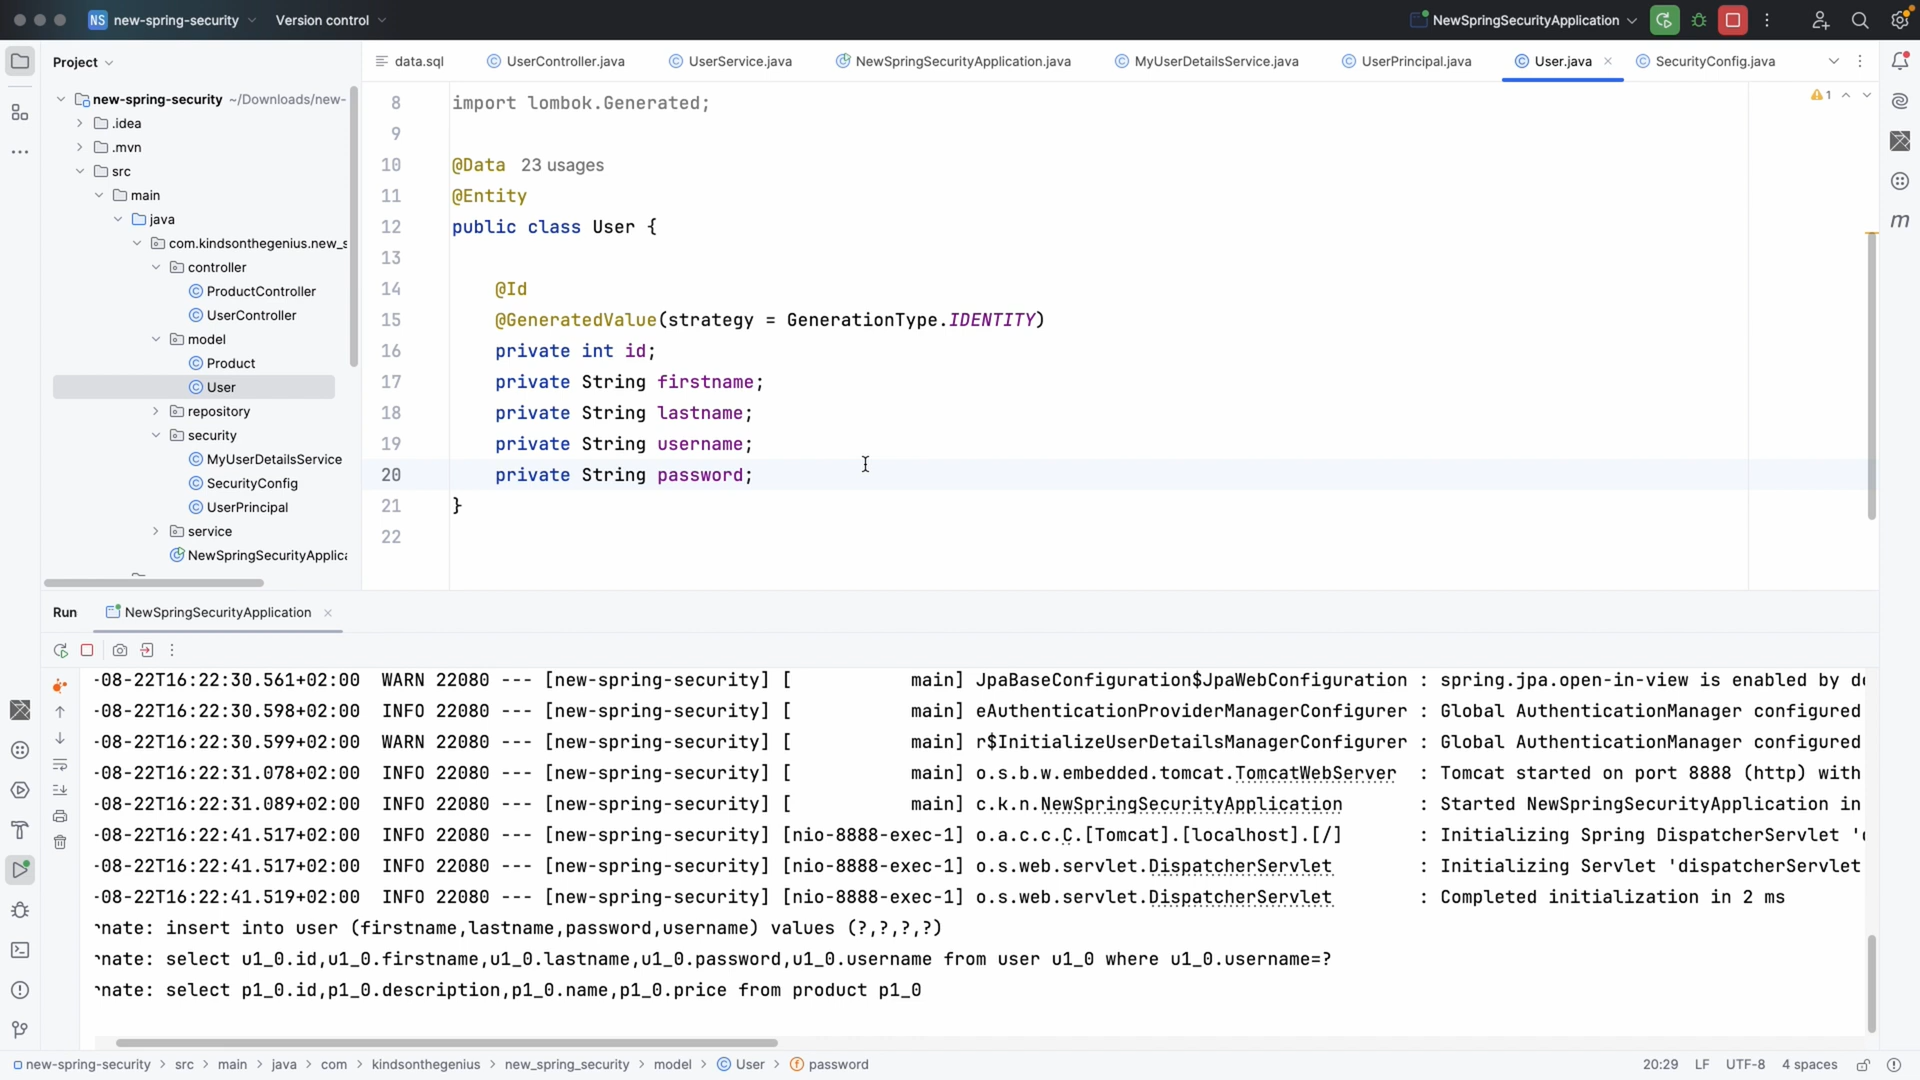 NS new-spring-security Version control NewSpringSecurityApplication
Project
data.sql UserController.java UserService.java NewSpringSecurityApplication.java MyUserDetailsService.java UserPrincipal.java User.java SecurityConfig.java
new-spring-security ~/Downloads/new-
.idea
.mvn
src
main
java
com.kindsonthegenius.new_s
controller
ProductController
UserController
model
Product
User
repository
security
MyUserDetailsService
SecurityConfig
UserPrincipal
service
NewSpringSecurityApplica
1
8 import lombok.Generated;
9
10 @Data 23 usages
11 @Entity
12 public class User {
13
14 @Id
15 @GeneratedValue(strategy = GenerationType.IDENTITY)
16 private int id;
17 private String firstname;
18 private String lastname;
19 private String username;
20 private String password;
21 }
22
Run NewSpringSecurityApplication
-08-22T16:22:30.561+02:00 WARN 22080 --- [new-spring-security] [ main] JpaBaseConfiguration$JpaWebConfiguration : spring.jpa.open-in-view is enabled by de
-08-22T16:22:30.598+02:00 INFO 22080 --- [new-spring-security] [ main] eAuthenticationProviderManagerConfigurer : Global AuthenticationManager configured
-08-22T16:22:30.599+02:00 WARN 22080 --- [new-spring-security] [ main] r$InitializeUserDetailsManagerConfigurer : Global AuthenticationManager configured
-08-22T16:22:31.078+02:00 INFO 22080 --- [new-spring-security] [ main] o.s.b.w.embedded.tomcat.TomcatWebServer : Tomcat started on port 8888 (http) with
-08-22T16:22:31.089+02:00 INFO 22080 --- [new-spring-security] [ main] c.k.n.NewSpringSecurityApplication : Started NewSpringSecurityApplication in
-08-22T16:22:41.517+02:00 INFO 22080 --- [new-spring-security] [nio-8888-exec-1] o.a.c.c.C.[Tomcat].[localhost].[/] : Initializing Spring DispatcherServlet 'd
-08-22T16:22:41.517+02:00 INFO 22080 --- [new-spring-security] [nio-8888-exec-1] o.s.web.servlet.DispatcherServlet : Initializing Servlet 'dispatcherServlet
-08-22T16:22:41.519+02:00 INFO 22080 --- [new-spring-security] [nio-8888-exec-1] o.s.web.servlet.DispatcherServlet : Completed initialization in 2 ms
rnate: insert into user (firstname,lastname,password,username) values (?,?,?,?)
rnate: select u1_0.id,u1_0.firstname,u1_0.lastname,u1_0.password,u1_0.username from user u1_0 where u1_0.username=?
rnate: select p1_0.id,p1_0.description,p1_0.name,p1_0.price from product p1_0
new-spring-security > src > main > java > com > kindsonthegenius > new_spring_security > model > User > password 20:29 LF UTF-8 4 spaces